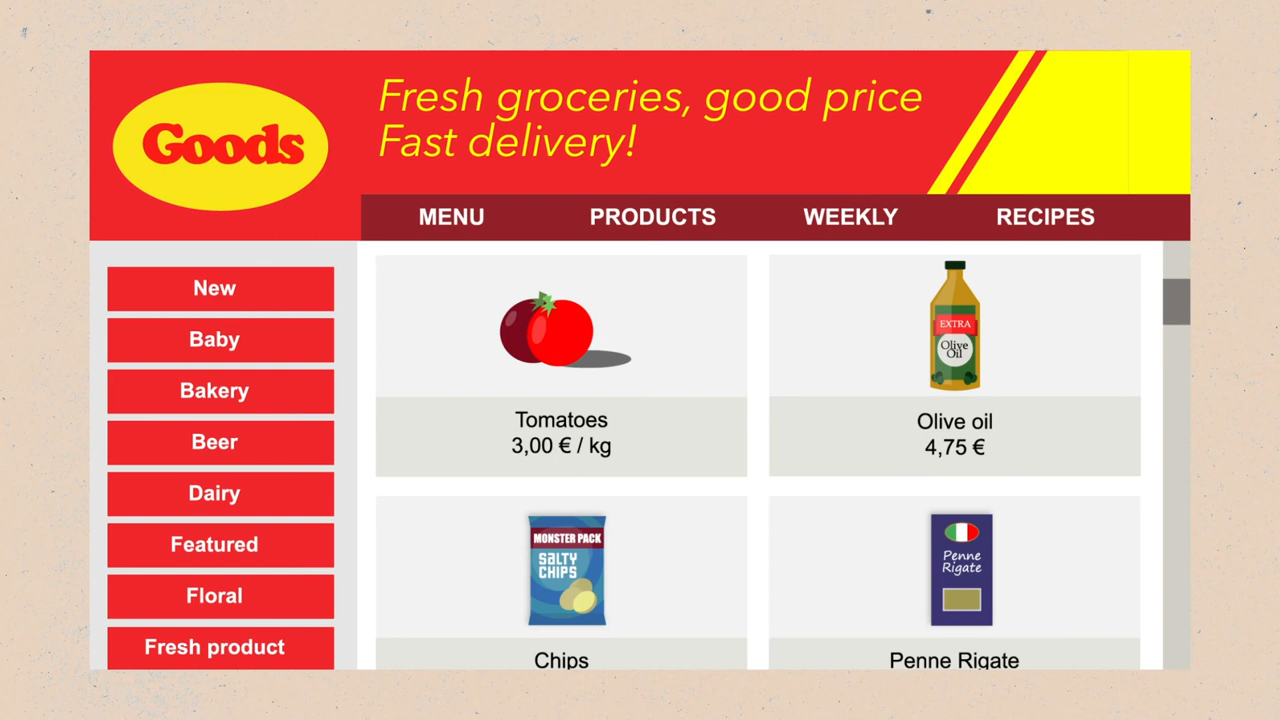 Goods
Fresh groceries, good price
Fast delivery!
MENU PRODUCTS WEEKLY RECIPES
New
Baby
Bakery
Beer
Dairy
Featured
Floral
Fresh product
EXTRA
Olive
Oil
Tomatoes
3,00 € / kg
Olive oil
4,75 €
MONSTER PACK
SALTY
CHIPS
Penne
Rigate
Chips
Penne Rigate